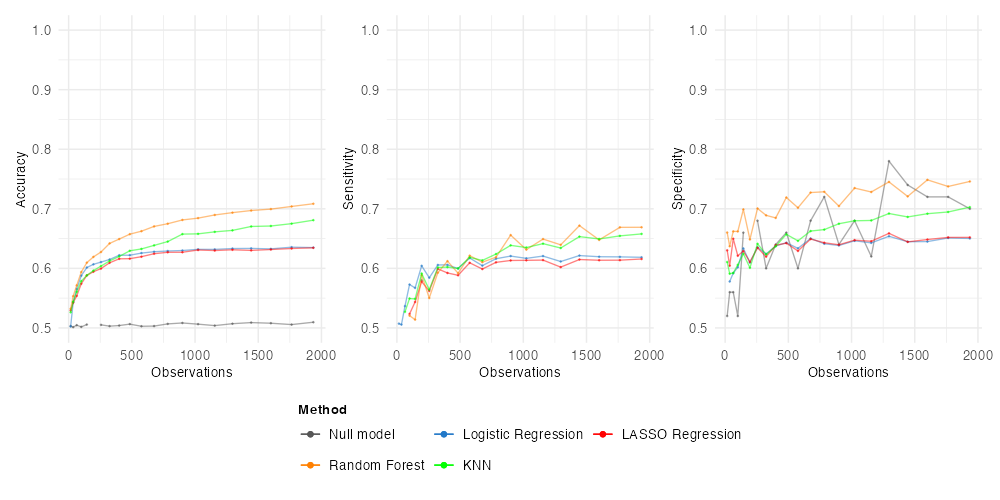 1.0
0.9
0.8
0.7
0.6
0.5
Accuracy
0 500 1000 1500 2000
Observations
1.0
0.9
0.8
0.7
0.6
0.5
Sensitivity
0 500 1000 1500 2000
Observations
1.0
0.9
0.8
0.7
0.6
0.5
Specificity
0 500 1000 1500 2000
Observations
Method
Null model Logistic Regression LASSO Regression
Random Forest KNN